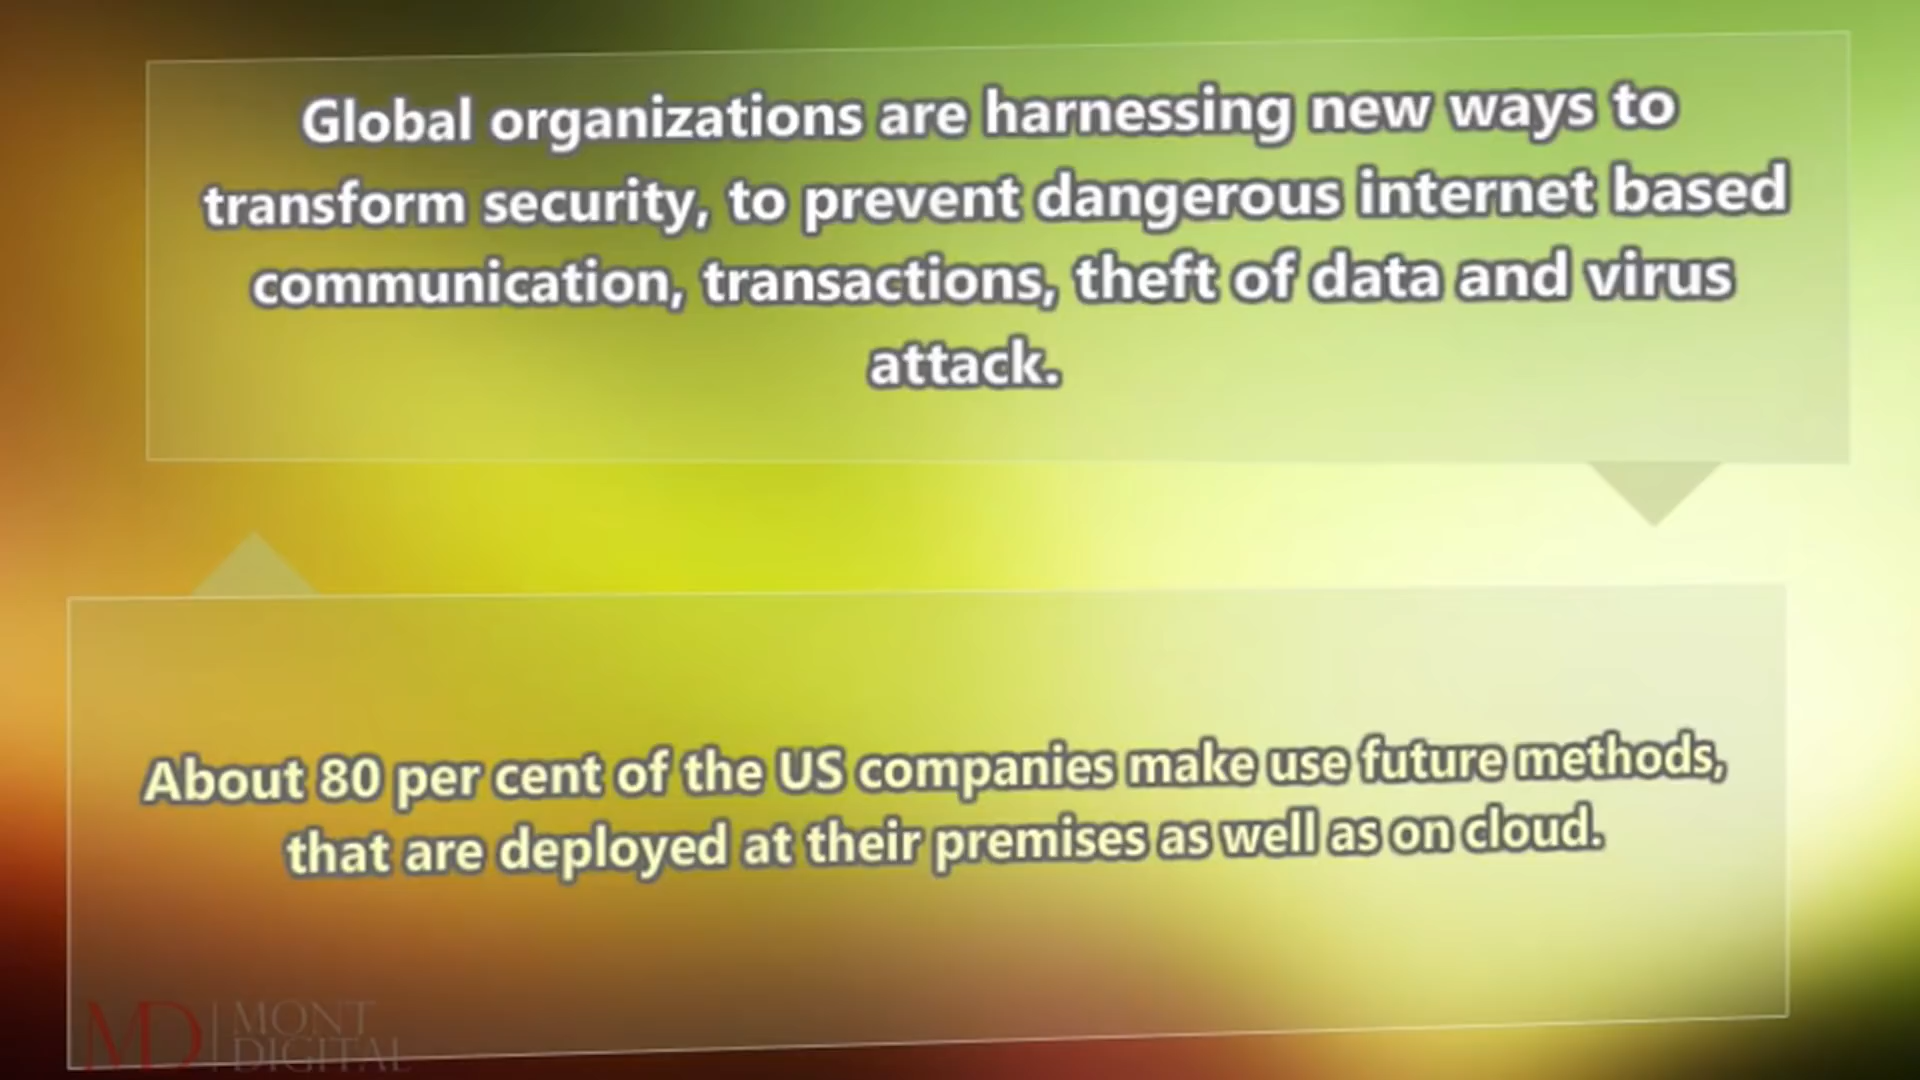 Global organizations are harnessing new ways to
transform security, to prevent dangerous internet based
communication, transactions, theft of data and virus
attack.
About 80 per cent of the US companies make use future methods,
that are deployed at their premises as well as on cloud.
MD | MONT
DIGITAL